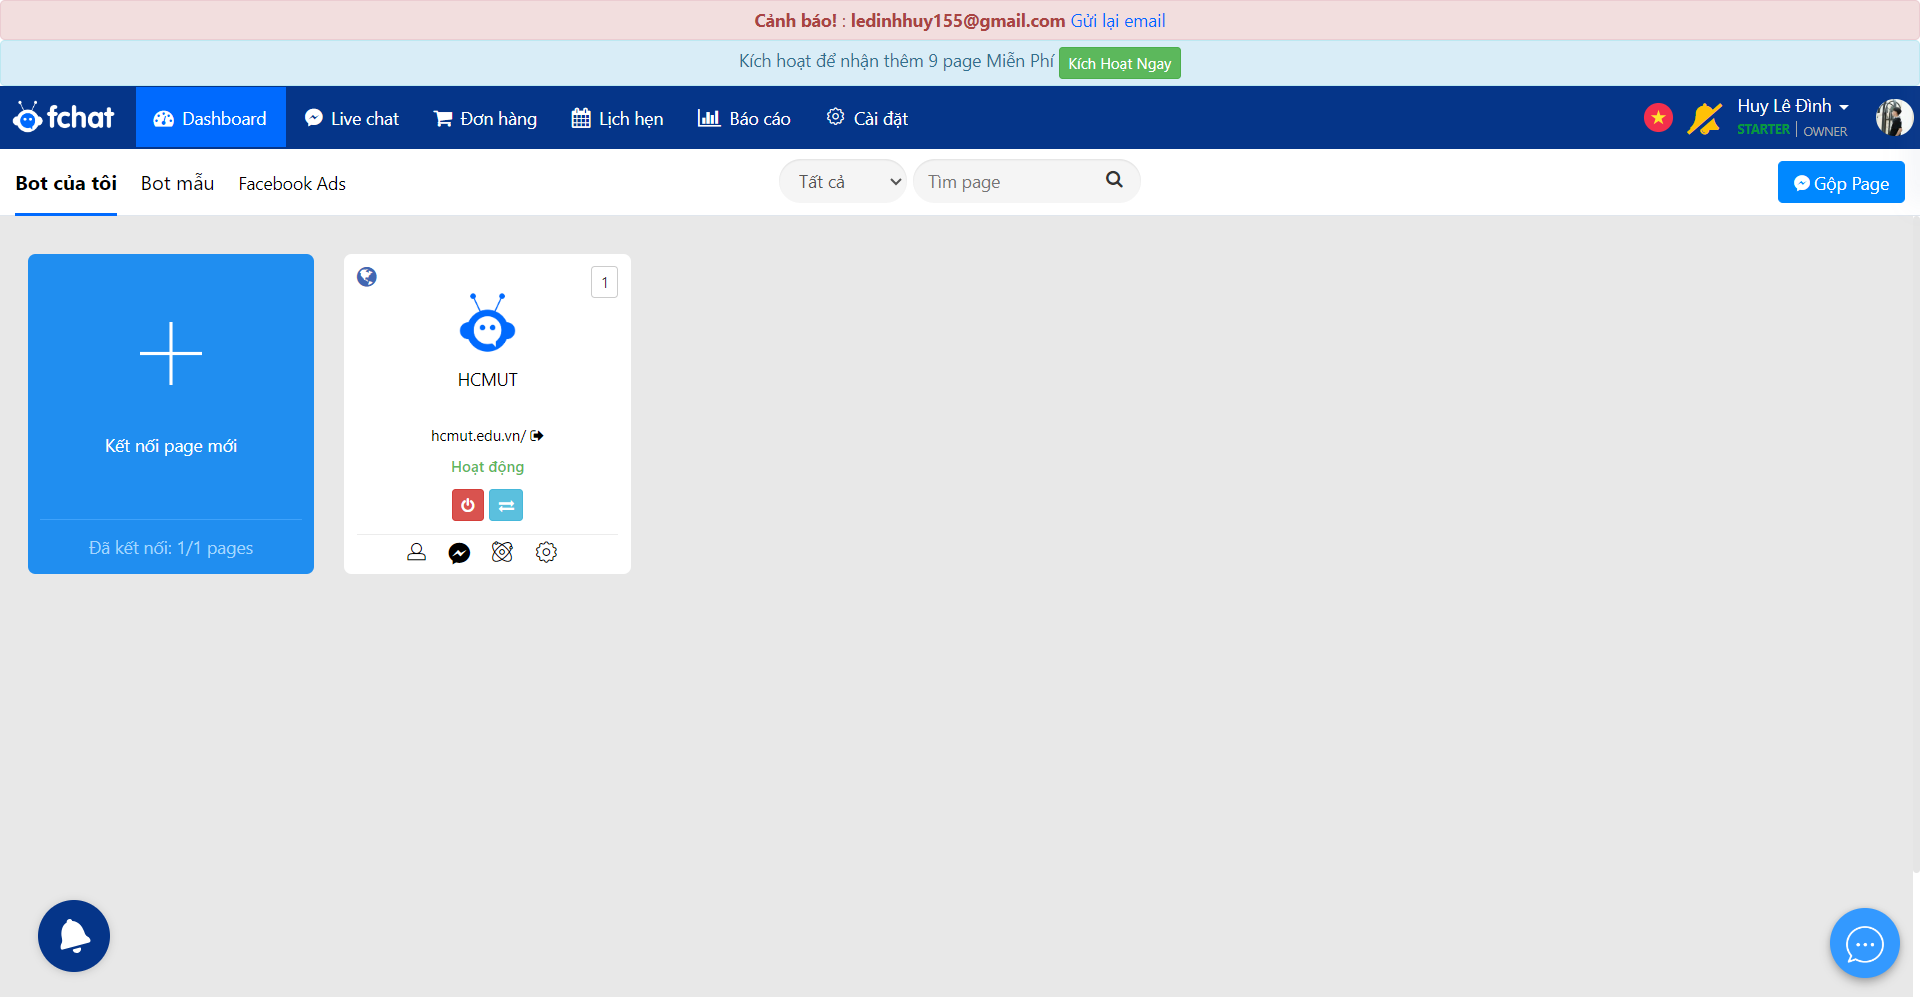 Cảnh báo! : ledinhhuy155@gmail.com Gửi lại email
Kích hoạt để nhận thêm 9 page Miễn Phí Kích Hoạt Ngay
fchat Dashboard Live chat Đơn hàng Lịch hẹn Báo cáo Cài đặt Huy Lê Đình
STARTER | OWNER
Bot của tôi Bot mẫu Facebook Ads Tất cả Tìm page Gộp Page
1
HCMUT
Kết nối page mới
hcmut.edu.vn/
Hoạt động
Đã kết nối: 1/1 pages